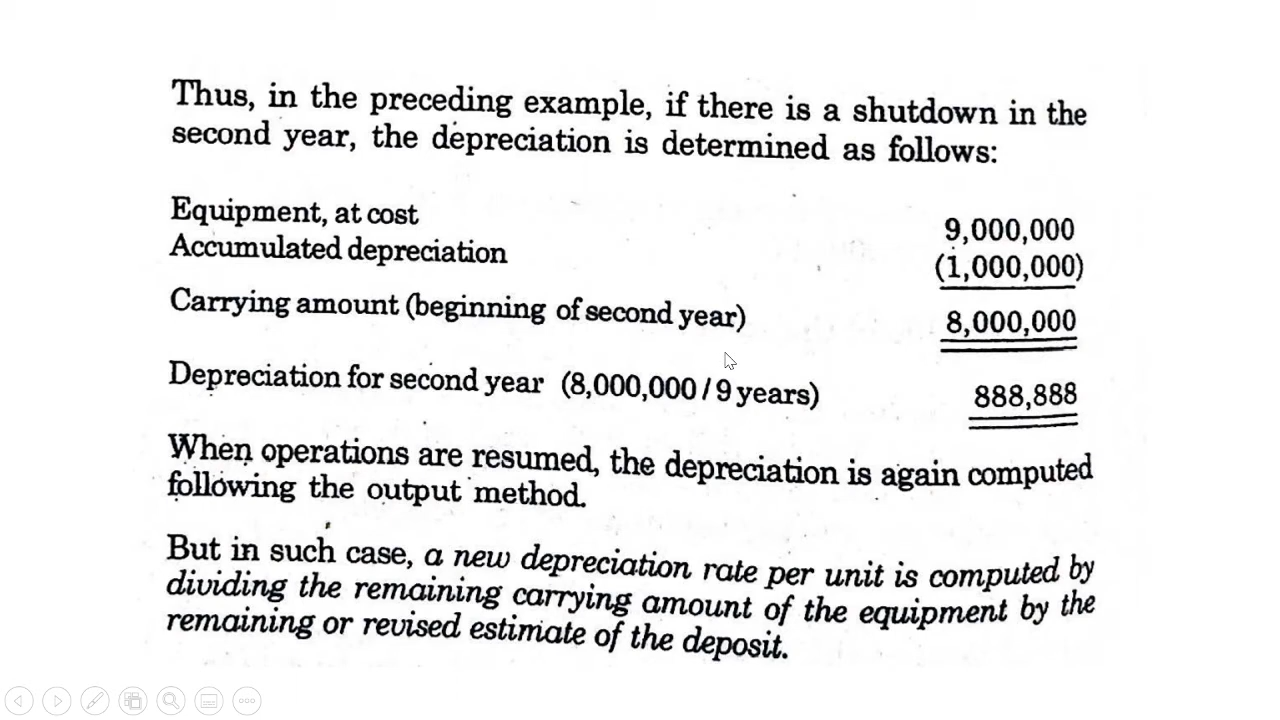 Thus, in the preceding example, if there is a shutdown in the
second year, the depreciation is determined as follows:
Equipment, at cost 9,000,000
Accumulated depreciation (1,000,000)
Carrying amount (beginning of second year) 8,000,000
Depreciation for second year (8,000,000 / 9 years) 888,888
When operations are resumed, the depreciation is again computed
following the output method.
But in such case, a new depreciation rate per unit is computed by
dividing the remaining carrying amount of the equipment by the
remaining or revised estimate of the deposit.